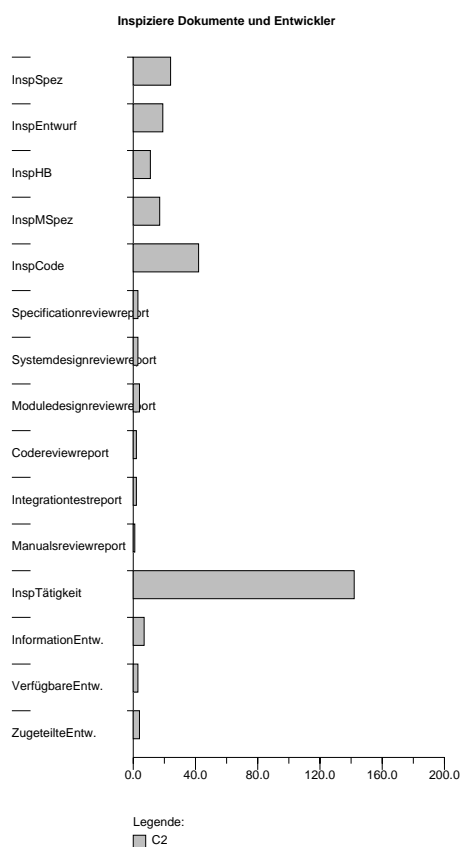 Inspiziere Dokumente und Entwickler
InspSpez
InspEntwurf
InspHB
InspMSpez
InspCode
Specificationreviewreport
Systemdesignreviewreport
Moduledesignreviewreport
Codereviewreport
Integrationtestreport
Manualsreviewreport
InspTätigkeit
InformationEntw.
VerfügbareEntw.
ZugeteilteEntw.
0.0 40.0 80.0 120.0 160.0 200.0
Legende:
C2